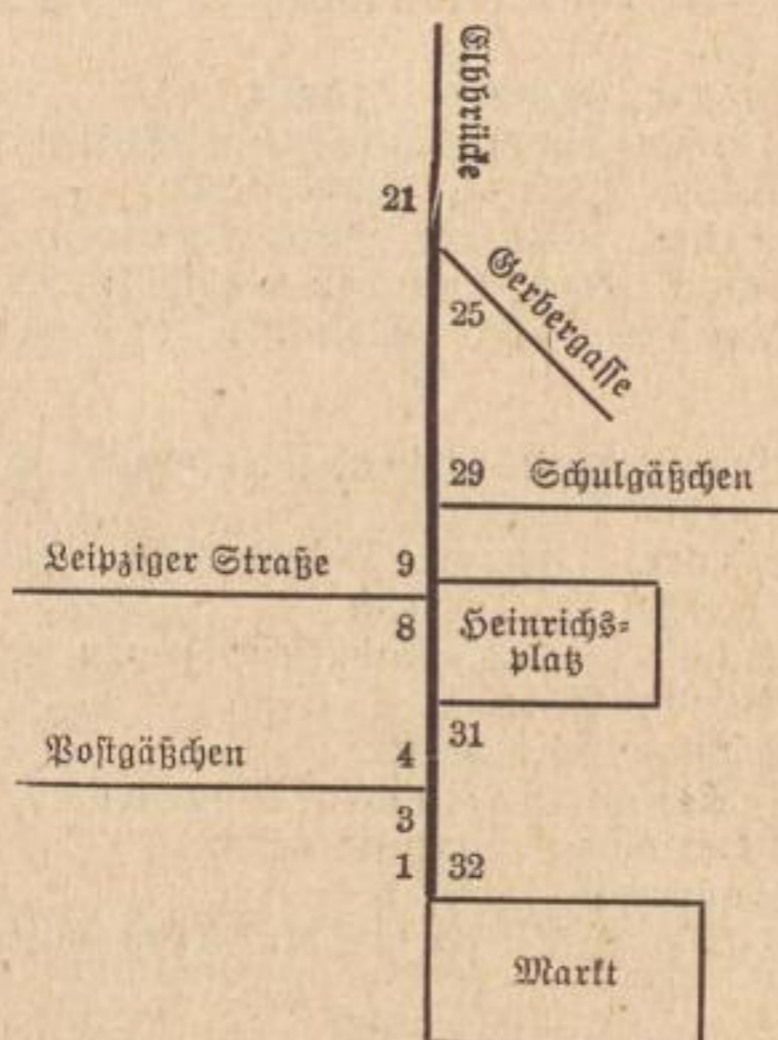 Elbbrücke
21
Gerbergasse
25
29 Schulgäßchen
Leipziger Straße 9
8 Heinrichs-
platz
31
Postgäßchen 4
3
1 32
Markt